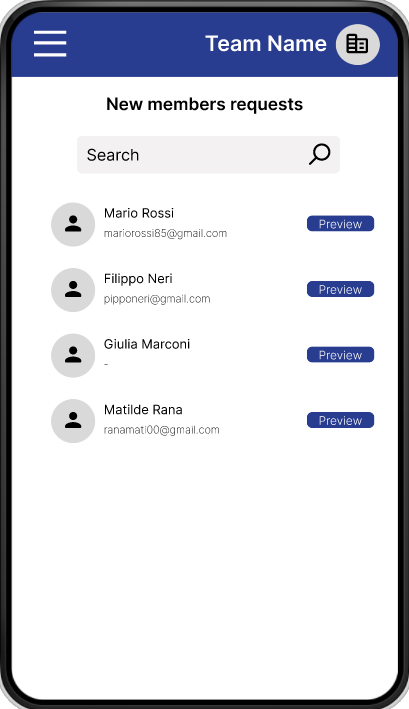 Team Name
New members requests
Search
Mario Rossi
mariorossi85@gmail.com
Preview
Filippo Neri
pipponeri@gmail.com
Preview
Giulia Marconi
-
Preview
Matilde Rana
ranamati00@gmail.com
Preview